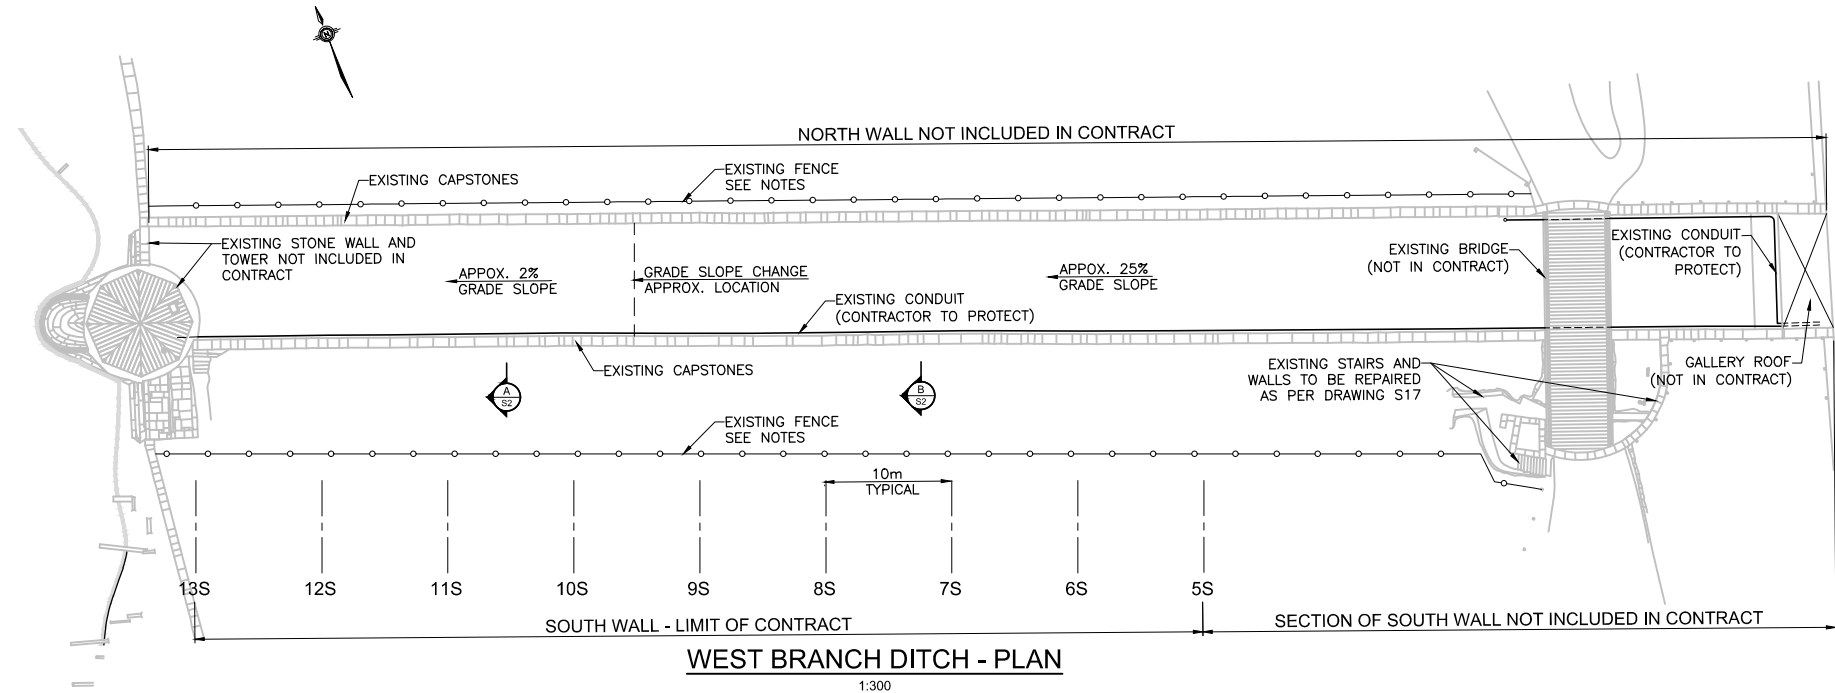 N
NORTH WALL NOT INCLUDED IN CONTRACT
EXISTING CAPSTONES
EXISTING FENCE
SEE NOTES
EXISTING STONE WALL AND
TOWER NOT INCLUDED IN
CONTRACT
APPOX. 2%
GRADE SLOPE
GRADE SLOPE CHANGE
APPROX. LOCATION
APPOX. 25%
GRADE SLOPE
EXISTING BRIDGE
(NOT IN CONTRACT)
EXISTING CONDUIT
(CONTRACTOR TO
PROTECT)
EXISTING CONDUIT
(CONTRACTOR TO PROTECT)
EXISTING CAPSTONES
EXISTING STAIRS AND
WALLS TO BE REPAIRED
AS PER DRAWING S17
GALLERY ROOF
(NOT IN CONTRACT)
A
S2
B
S2
EXISTING FENCE
SEE NOTES
10m
TYPICAL
13S 12S 11S 10S 9S 8S 7S 6S 5S
SOUTH WALL - LIMIT OF CONTRACT
SECTION OF SOUTH WALL NOT INCLUDED IN CONTRACT
WEST BRANCH DITCH - PLAN
1:300